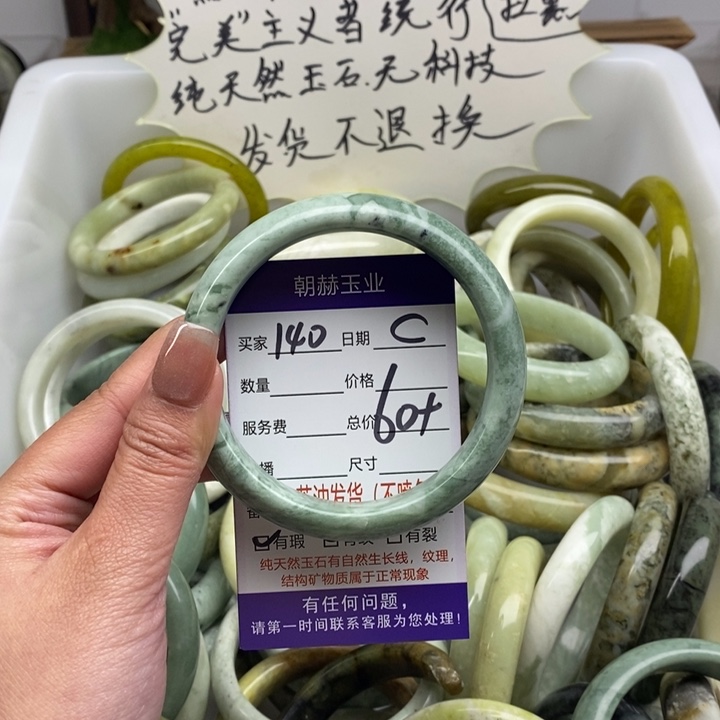 完美"主义者绕行
纯天然玉石.无科技
发货不退换
朝赫玉业
买家 140 日期 C
数量 价格
服务费 总价 60+
播 尺寸
有瑕 有裂
纯天然玉石有自然生长线，纹理，
结构矿物质属于正常现象
有任何问题，
请第一时间联系客服为您处理!